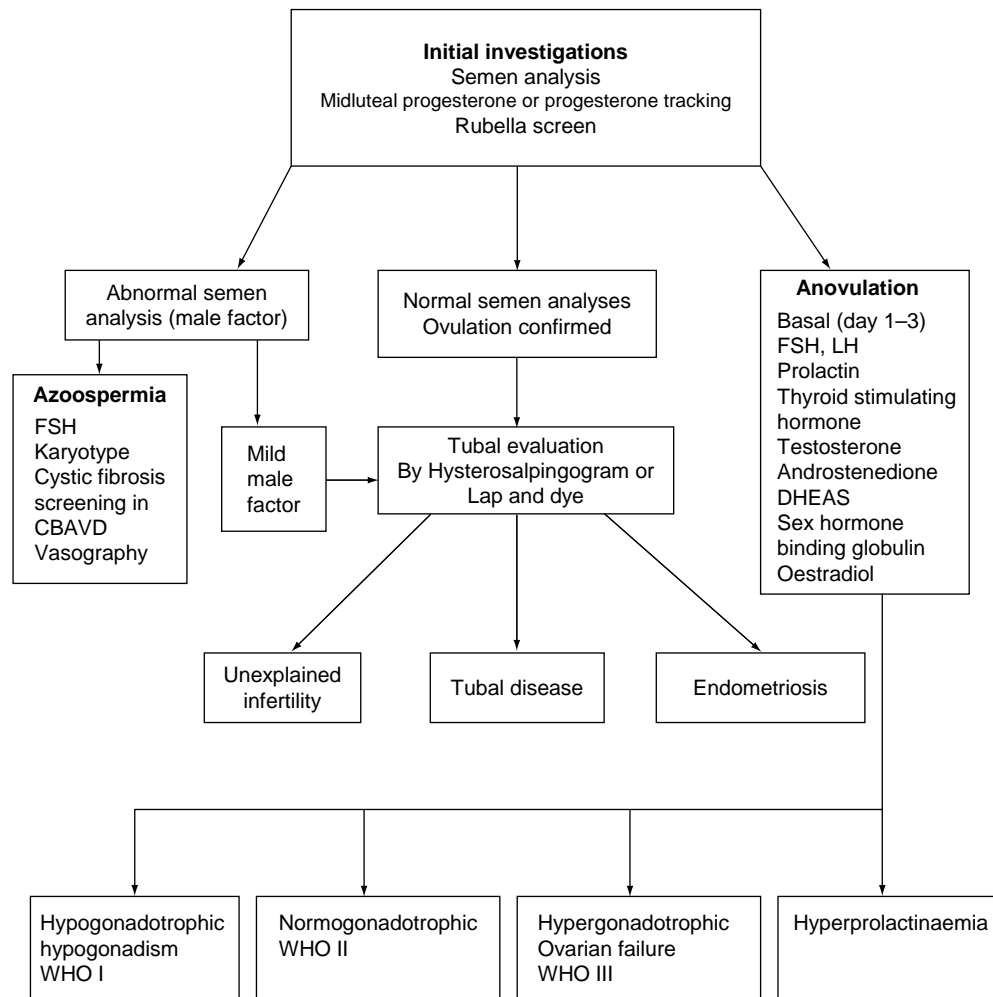 Initial investigations
Semen analysis
Midluteal progesterone or progesterone tracking
Rubella screen
Abnormal semen
analysis (male factor)
Normal semen analyses
Ovulation confirmed
Anovulation
Basal (day 1–3)
FSH, LH
Prolactin
Thyroid stimulating
hormone
Testosterone
Androstenedione
DHEAS
Sex hormone
binding globulin
Oestradiol
Azoospermia
FSH
Karyotype
Cystic fibrosis
screening in
CBAVD
Vasography
Mild
male
factor
Tubal evaluation
By Hysterosalpingogram or
Lap and dye
Unexplained
infertility
Tubal disease
Endometriosis
Hypogonadotrophic
hypogonadism
WHO I
Normogonadotrophic
WHO II
Hypergonadotrophic
Ovarian failure
WHO III
Hyperprolactinaemia